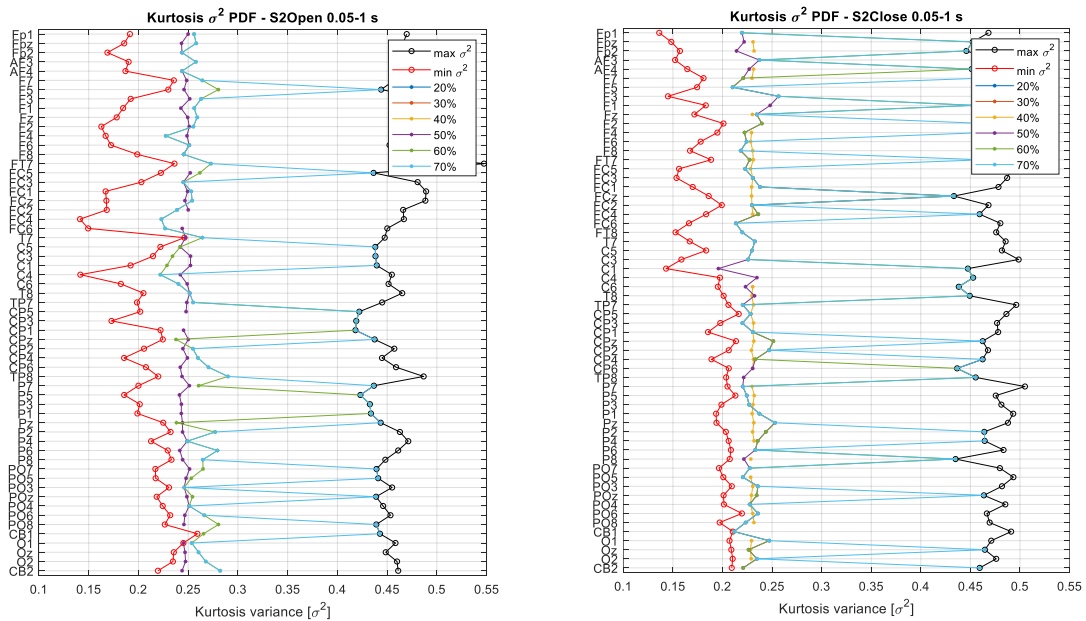 Kurtosis σ² PDF - S2Open 0.05-1 s
Fp1
Fpz
Fp2
AF3
AF4
F7
F5
F3
F1
Fz
F2
F4
F6
F8
FT7
FC5
FC3
FC1
FCz
FC2
FC4
FC6
T7
C5
C3
C1
C4
C6
T8
TP7
CP5
CP3
CP1
CPz
CP2
CP4
CP6
TP8
P7
P5
P3
P1
Pz
P2
P4
P6
P8
PO7
PO5
PO3
POz
PO4
PO6
PO8
CB1
O1
Oz
O2
CB2
max σ²
min σ²
20%
30%
40%
50%
60%
70%
0.1 0.15 0.2 0.25 0.3 0.35 0.4 0.45 0.5 0.55
Kurtosis variance [σ²]
Kurtosis σ² PDF - S2Close 0.05-1 s
Fp1
Fpz
Fp2
AF3
AF4
F7
F5
F3
F1
Fz
F2
F4
F6
F8
FT7
FC5
FC3
FC1
FCz
FC2
FC4
FC6
FT8
T7
C5
C3
C1
C4
C6
T8
TP7
CP5
CP3
CP1
CPz
CP2
CP4
CP6
TP8
P7
P5
P3
P1
Pz
P2
P4
P6
P8
PO7
PO5
PO3
POz
PO4
PO6
PO8
CB1
O1
Oz
O2
CB2
max σ²
min σ²
20%
30%
40%
50%
60%
70%
0.1 0.15 0.2 0.25 0.3 0.35 0.4 0.45 0.5 0.55
Kurtosis variance [σ²]